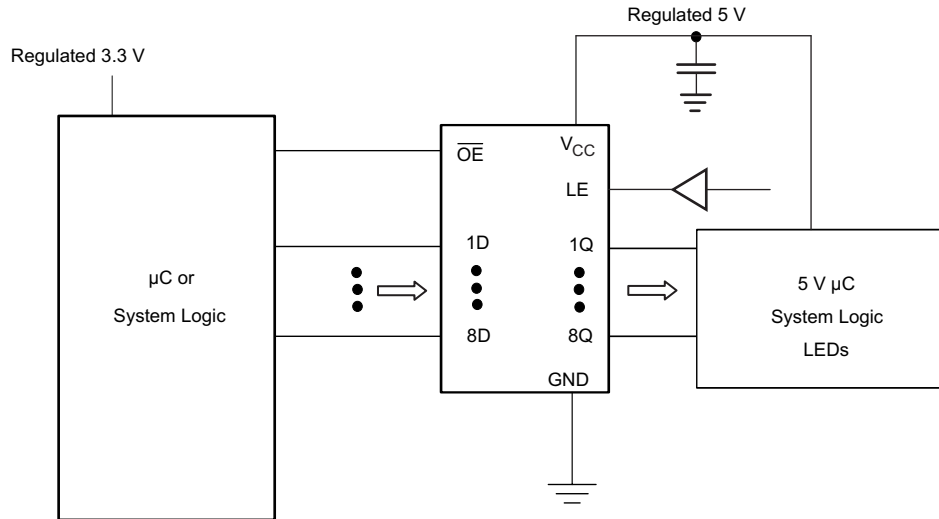 Regulated 5 V
Regulated 3.3 V
OE
VCC
LE
1D
1Q
µC or
System Logic
5 V µC
System Logic
LEDs
8D
8Q
GND